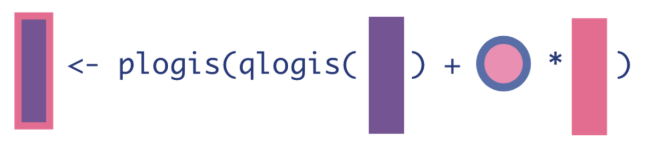 <- plogis(qlogis( ) + * )